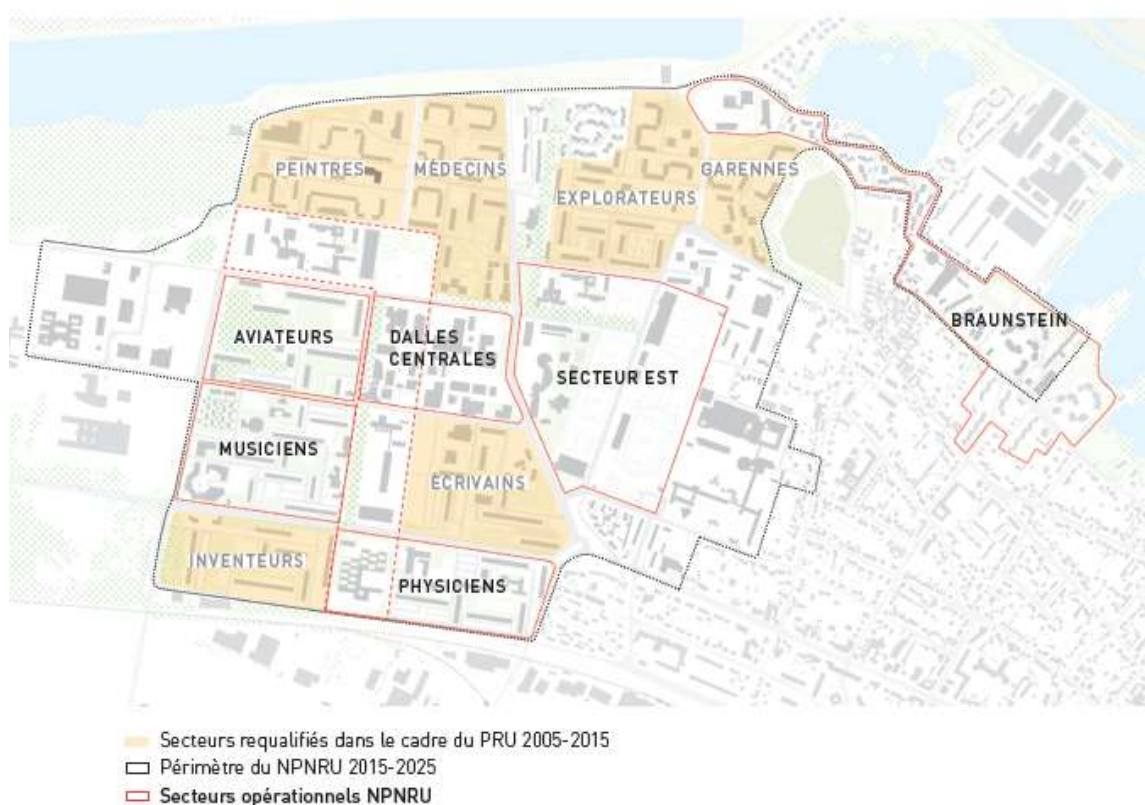 PEINTRES
MÉDECINS
GARENNES
EXPLORATEURS
BRAUNSTEIN
AVIATEURS
DALLES
CENTRALES
SECTEUR EST
MUSICIENS
ÉCRIVAINS
INVENTEURS
PHYSICIENS
Secteurs requalifiés dans le cadre du PRU 2005-2015
Périmètre du NPNRU 2015-2025
Secteurs opérationnels NPNRU